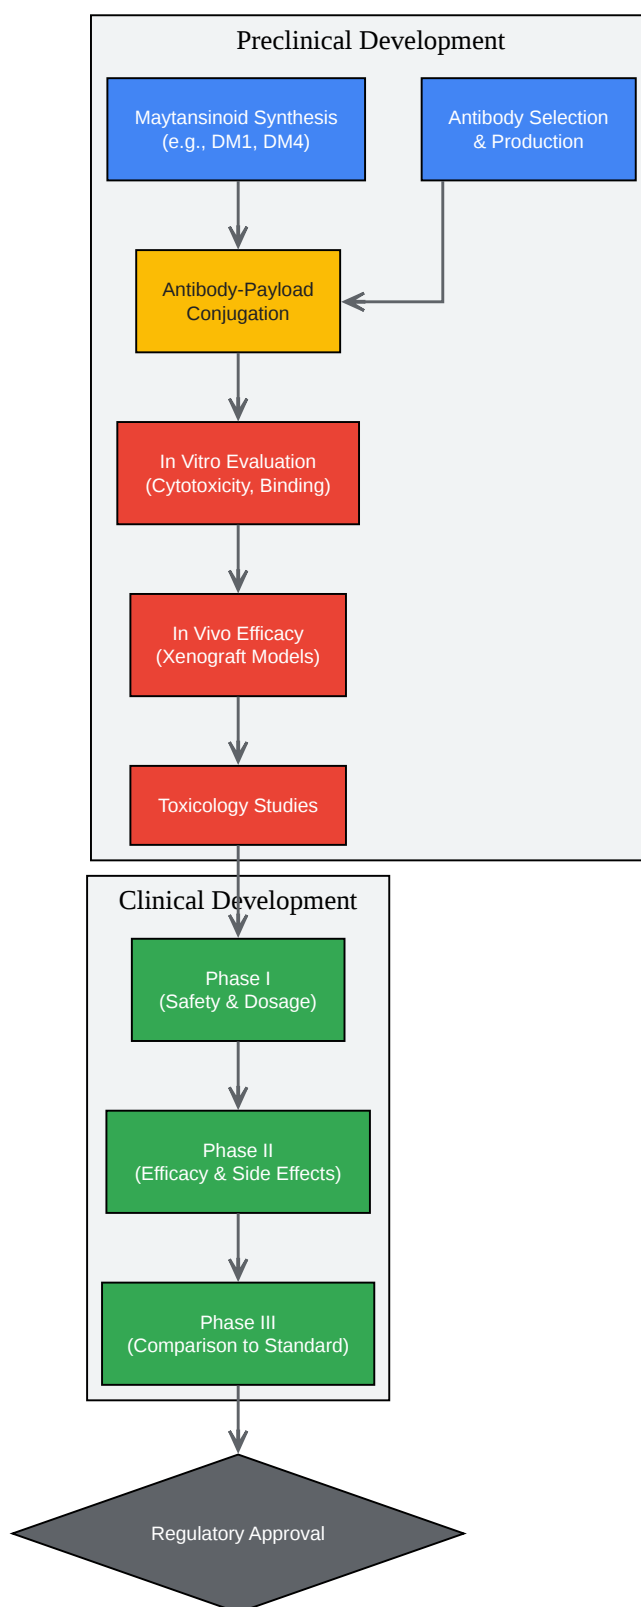 Preclinical Development
Maytansinoid Synthesis
(e.g., DM1, DM4)
Antibody Selection
& Production
Antibody-Payload
Conjugation
In Vitro Evaluation
(Cytotoxicity, Binding)
In Vivo Efficacy
(Xenograft Models)
Toxicology Studies
Clinical Development
Phase I
(Safety & Dosage)
Phase II
(Efficacy & Side Effects)
Phase III
(Comparison to Standard)
Regulatory Approval